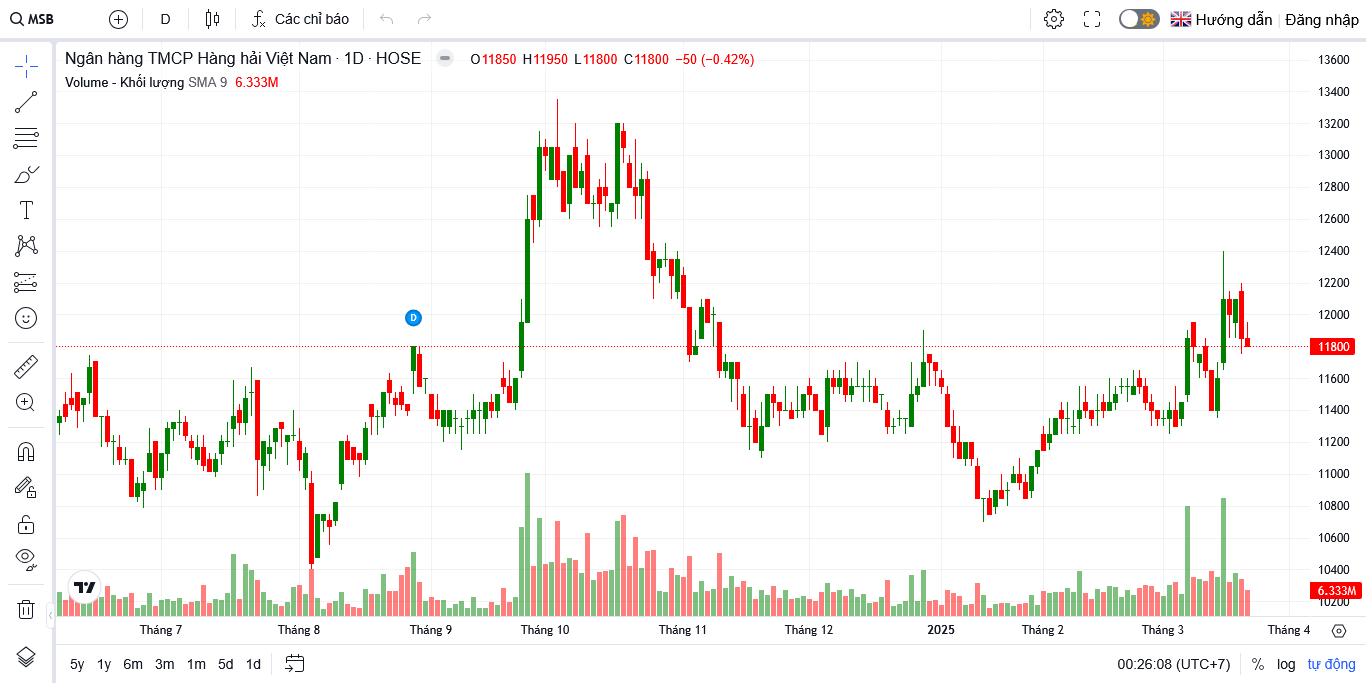 MSB D Các chỉ báo Hướng dẫn Đăng nhập
Ngân hàng TMCP Hàng hải Việt Nam · 1D · HOSE O11850 H11950 L11800 C11800 −50 (−0.42%)
Volume - Khối lượng SMA 9 6.333M
13600
13400
13200
13000
12800
12600
12400
12200
12000
D
11800
11600
11400
11200
11000
10800
10600
10400
6.333M
10200
Tháng 7 Tháng 8 Tháng 9 Tháng 10 Tháng 11 Tháng 12 2025 Tháng 2 Tháng 3 Tháng 4
5y 1y 6m 3m 1m 5d 1d 00:26:08 (UTC+7) % log tự động